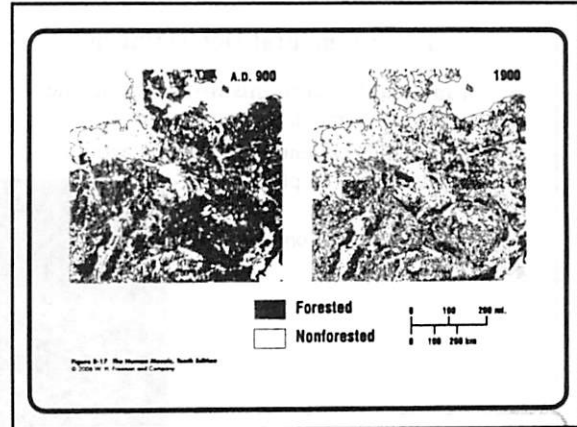 A.D. 900
1900
Forested
Nonforested
0 100 200 mi.
0 100 200 km
Figure 8-17 The Human Mosaic, Tenth Edition
© 2006 W. H. Freeman and Company